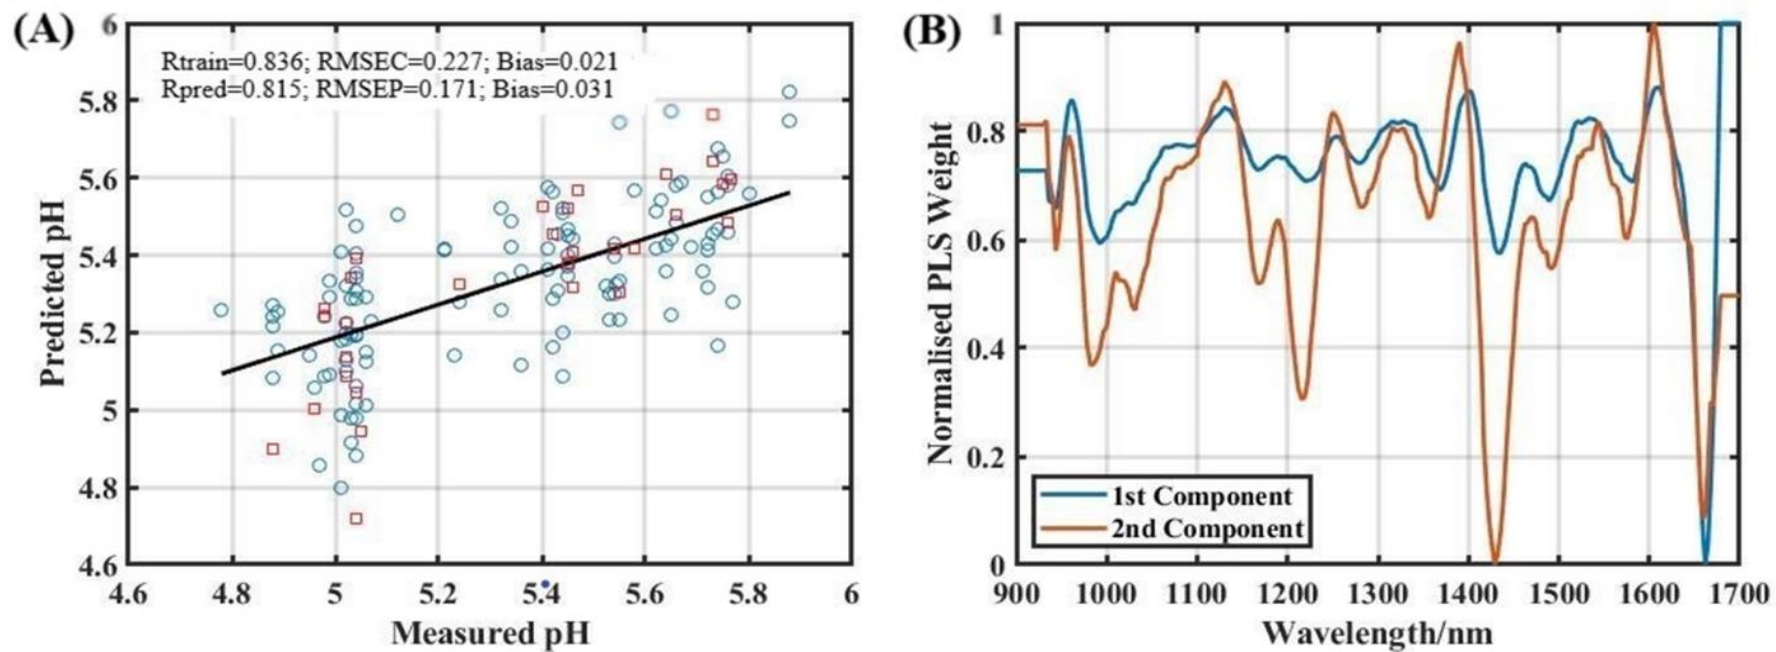 (A)
Rtrain=0.836; RMSEC=0.227; Bias=0.021
Rpred=0.815; RMSEP=0.171; Bias=0.031
6
5.8
5.6
5.4
5.2
5
4.8
4.6
Predicted pH
4.6 4.8 5 5.2 5.4 5.6 5.8 6
Measured pH
(B)
1
0.8
0.6
0.4
0.2
0
Normalised PLS Weight
1st Component
2nd Component
900 1000 1100 1200 1300 1400 1500 1600 1700
Wavelength/nm